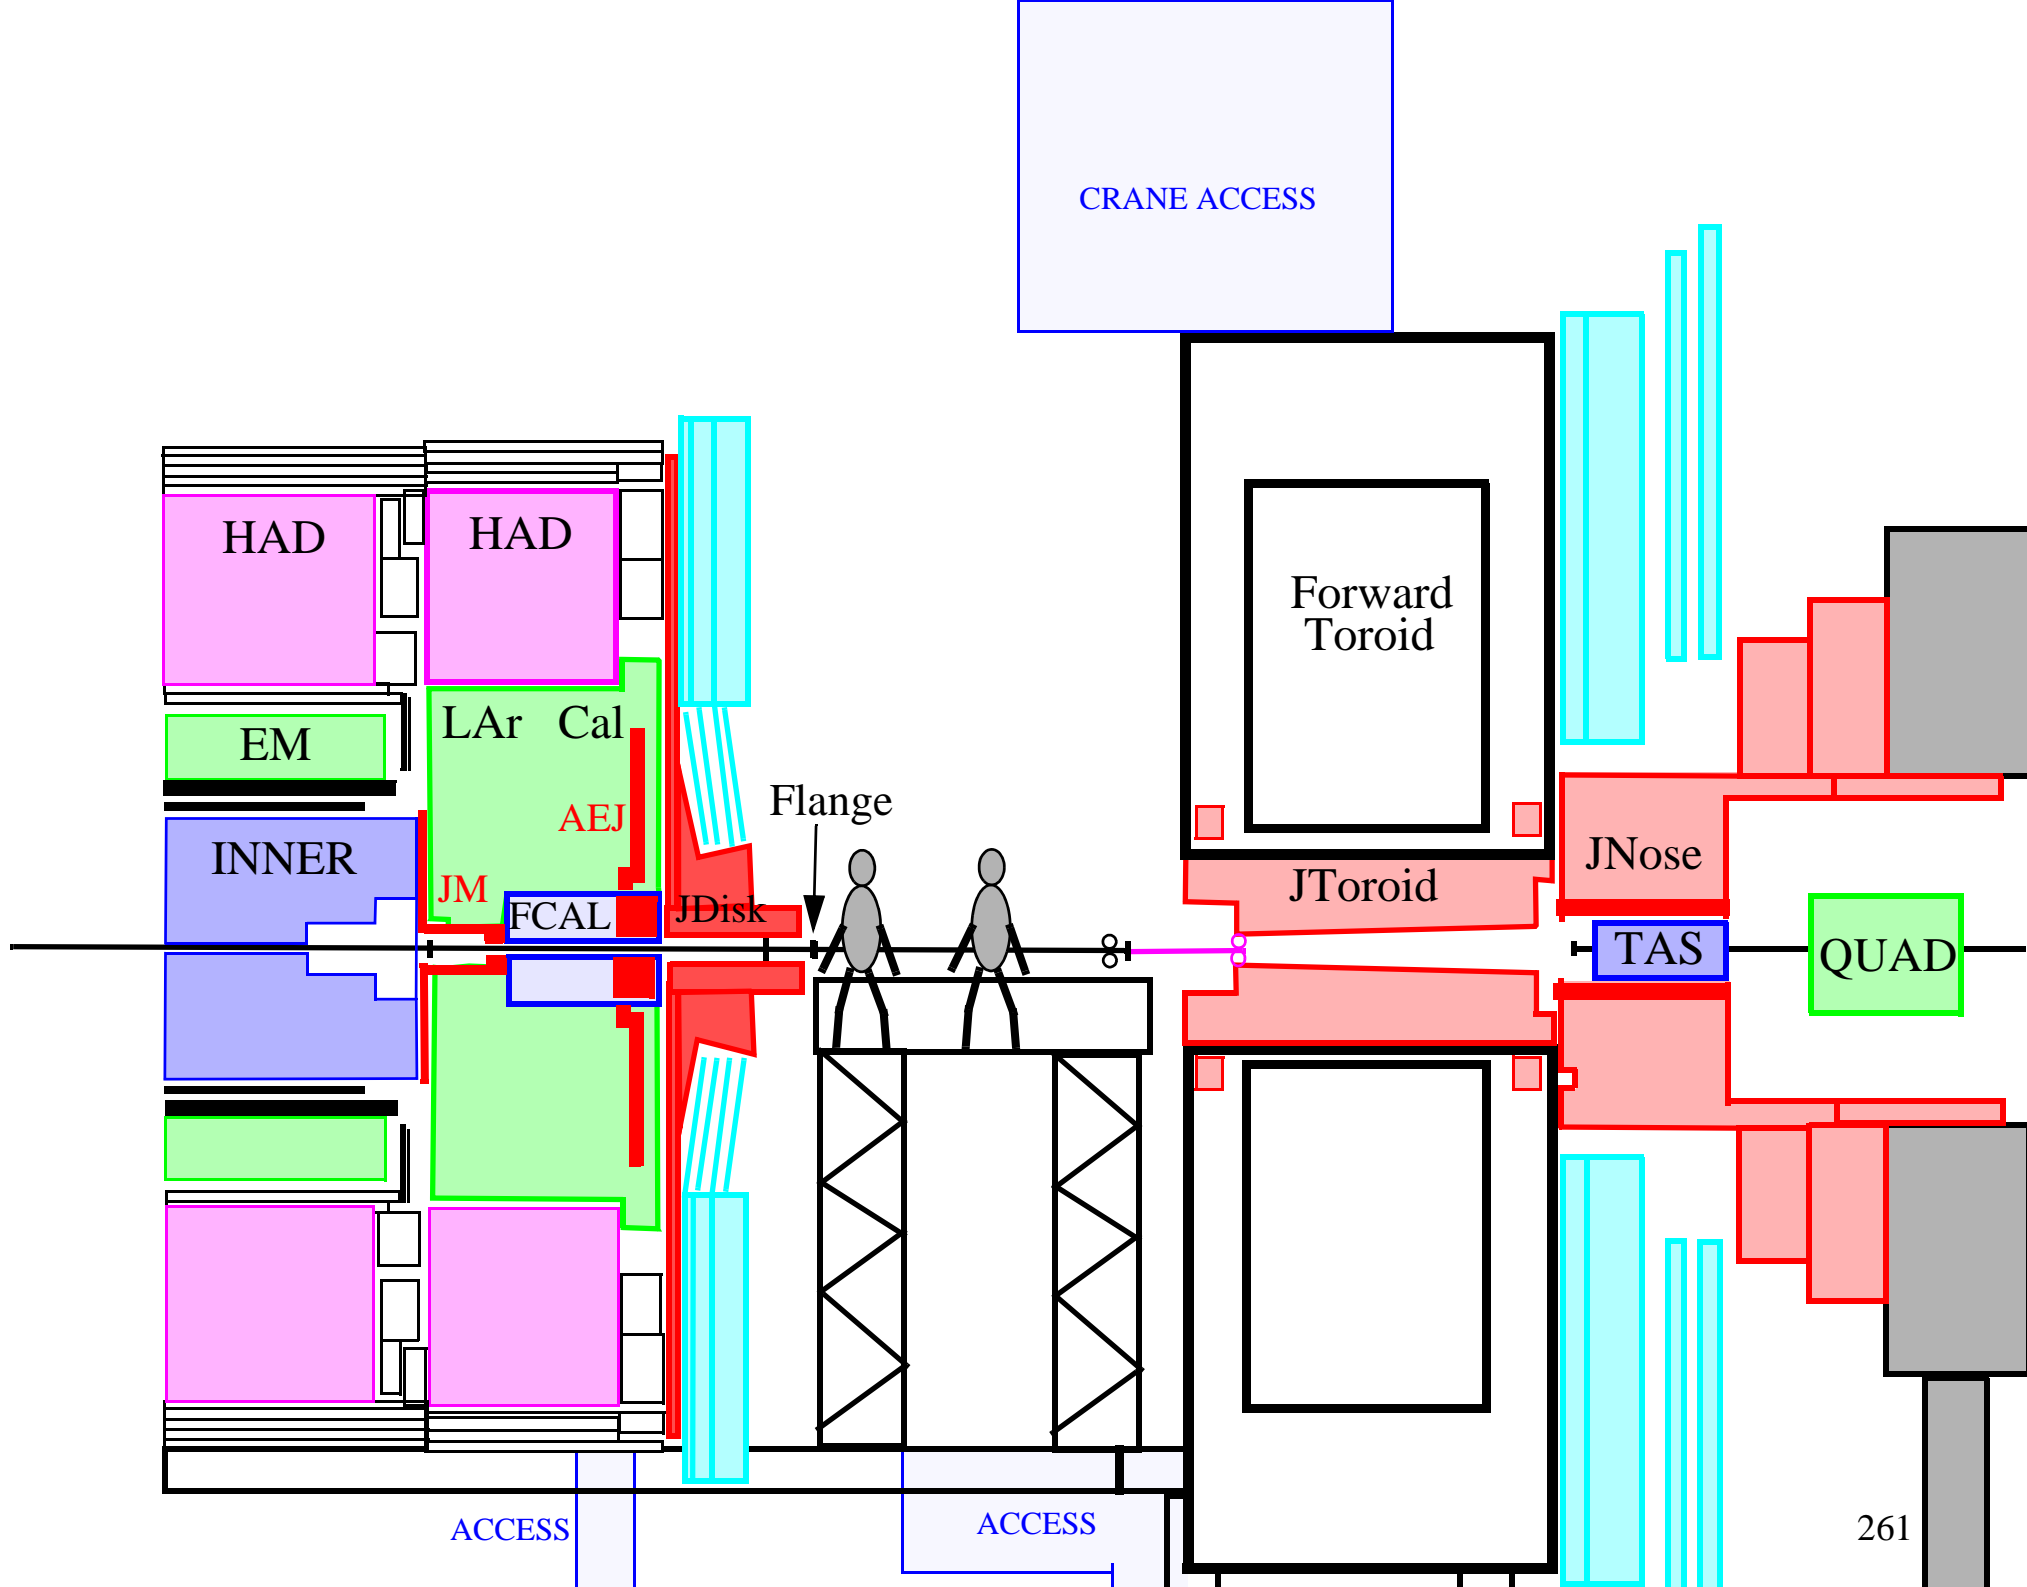 CRANE ACCESS
HAD
HAD
Forward
Toroid
LAr Cal
EM
Flange
AEJ
INNER
JM
FCAL
JDisk
JToroid
JNose
TAS
QUAD
ACCESS
ACCESS
261